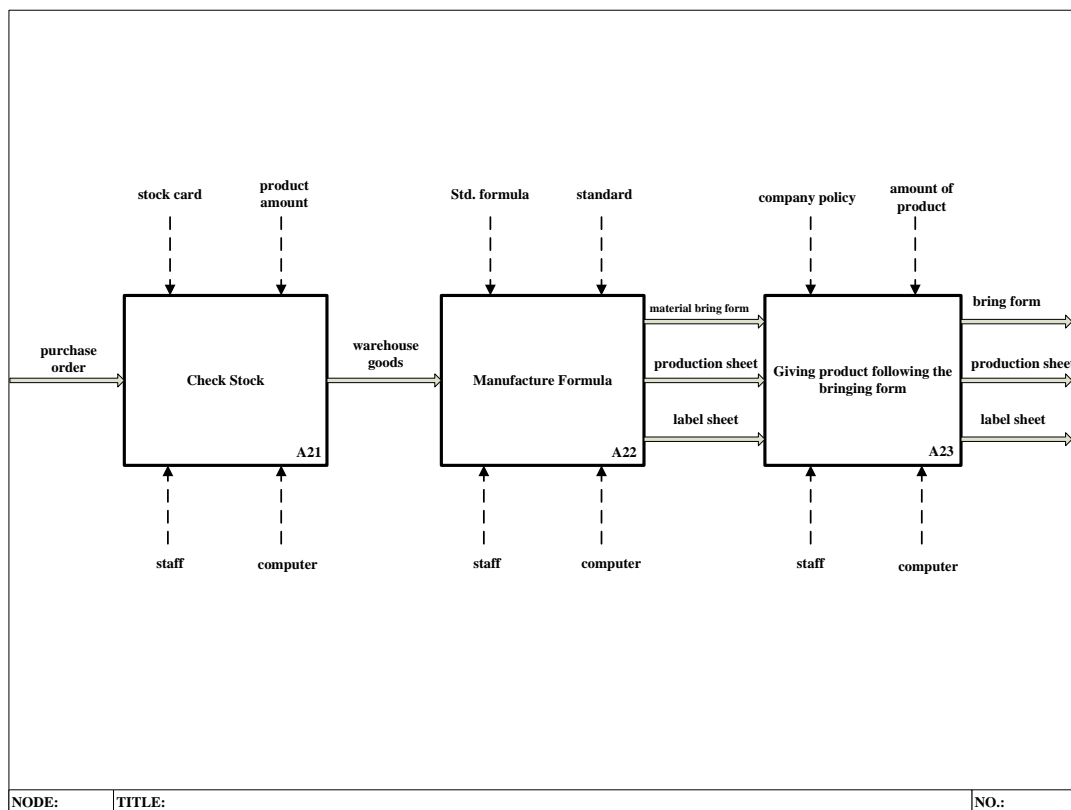 stock card
product
amount
Std. formula
standard
company policy
amount of
product
purchase
order
Check Stock
A21
warehouse
goods
Manufacture Formula
A22
material bring form
production sheet
label sheet
Giving product following the
bringing form
A23
bring form
production sheet
label sheet
staff
computer
staff
computer
staff
computer
NODE:
TITLE:
NO.: